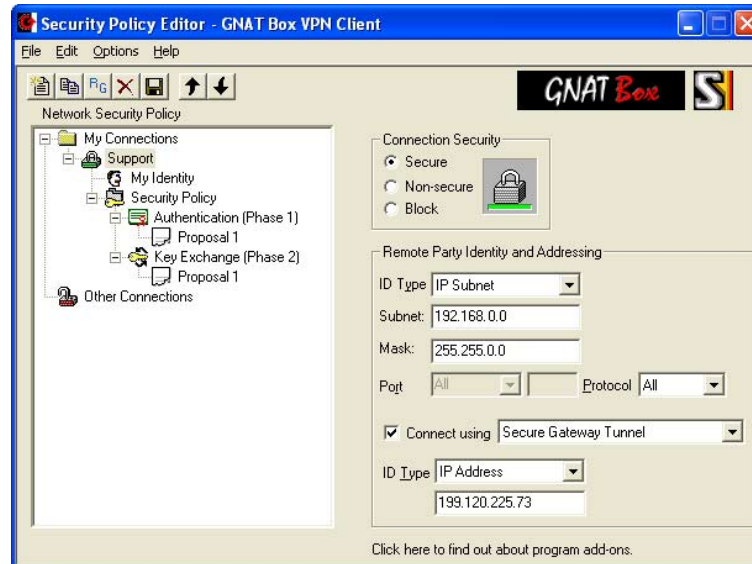 Security Policy Editor - GNAT Box VPN Client
File Edit Options Help
RG
GNAT Box S
Network Security Policy
My Connections
Support
My Identity
Security Policy
Authentication (Phase 1)
Proposal 1
Key Exchange (Phase 2)
Proposal 1
Other Connections
Connection Security
Secure
Non-secure
Block
Remote Party Identity and Addressing
ID Type IP Subnet
Subnet: 192.168.0.0
Mask: 255.255.0.0
Port All Protocol All
Connect using Secure Gateway Tunnel
ID Type IP Address
199.120.225.73
Click here to find out about program add-ons.